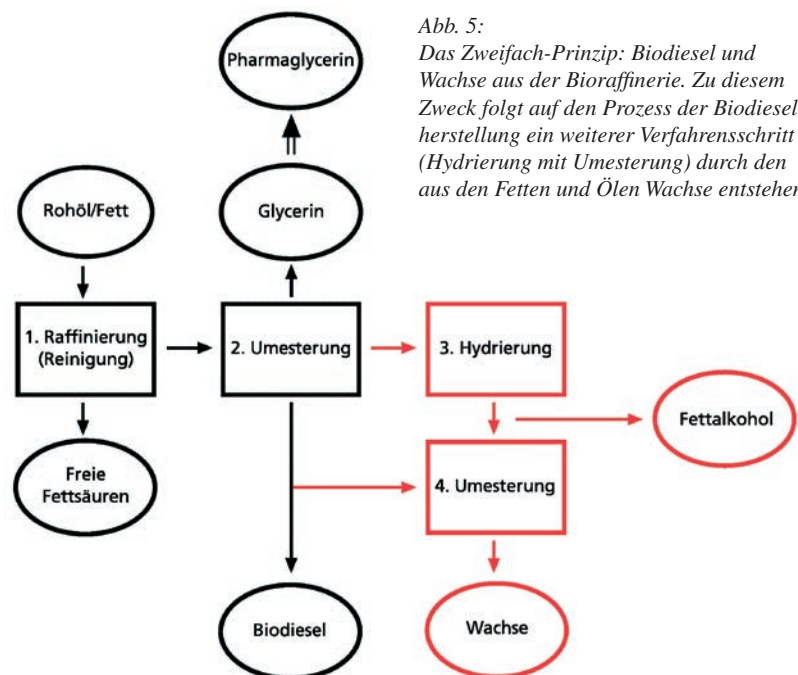 Abb. 5:
Das Zweifach-Prinzip: Biodiesel und
Wachse aus der Bioraffinerie. Zu diesem
Zweck folgt auf den Prozess der Biodiesel
herstellung ein weiterer Verfahrensschritt
(Hydrierung mit Umesterung) durch den
aus den Fetten und Ölen Wachse entstehen
Pharmaglycerin
Rohöl/Fett
Glycerin
1. Raffinierung
(Reinigung)
2. Umesterung
3. Hydrierung
Fettalkohol
Freie
Fettsäuren
4. Umesterung
Biodiesel
Wachse